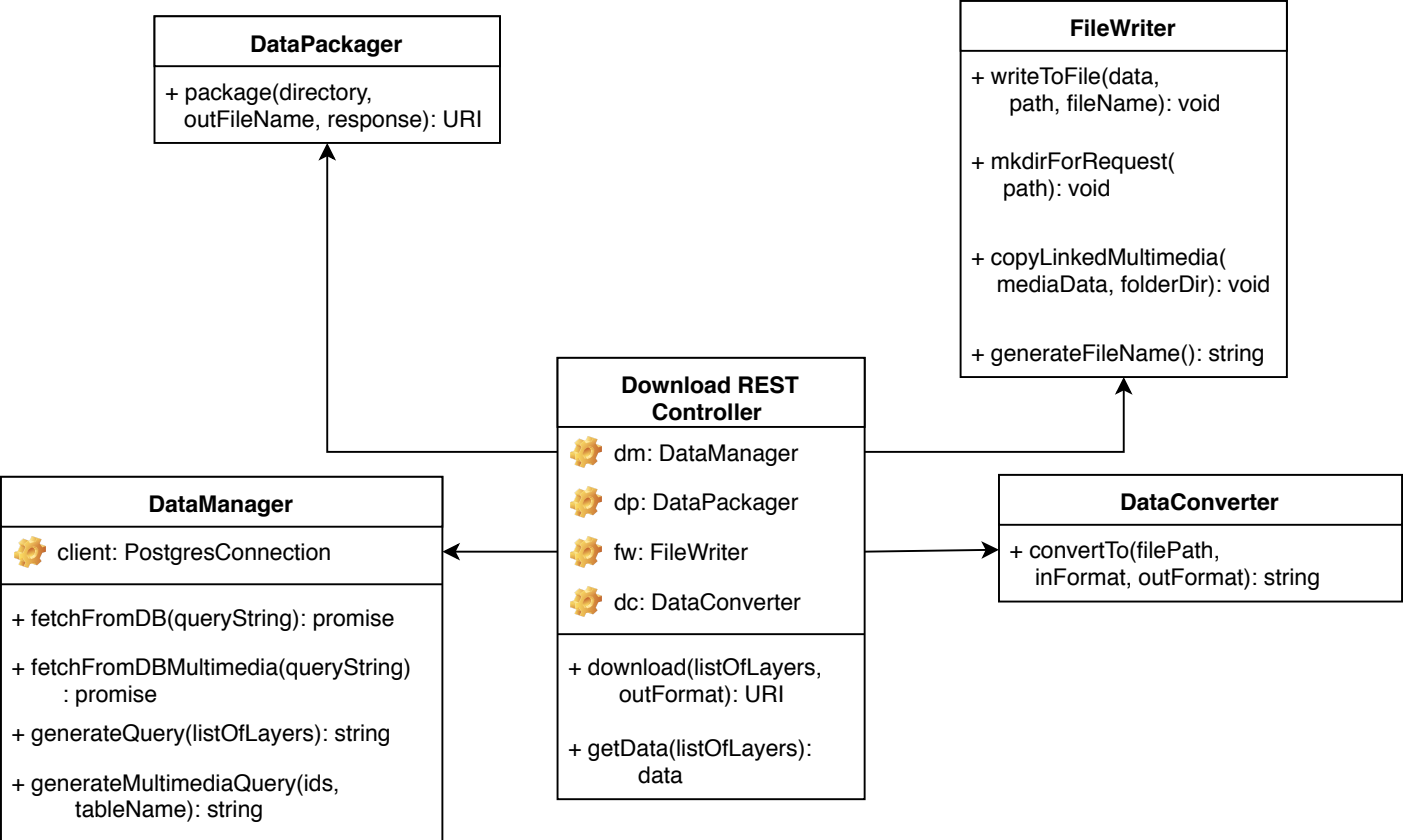 DataPackager
+ package(directory,
outFileName, response): URI
FileWriter
+ writeToFile(data,
path, fileName): void
+ mkdirForRequest(
path): void
+ copyLinkedMultimedia(
mediaData, folderDir): void
+ generateFileName(): string
Download REST
Controller
dm: DataManager
dp: DataPackager
fw: FileWriter
dc: DataConverter
+ download(listOfLayers,
outFormat): URI
+ getData(listOfLayers):
data
DataManager
client: PostgresConnection
+ fetchFromDB(queryString): promise
+ fetchFromDBMultimedia(queryString)
: promise
+ generateQuery(listOfLayers): string
+ generateMultimediaQuery(ids,
tableName): string
DataConverter
+ convertTo(filePath,
inFormat, outFormat): string